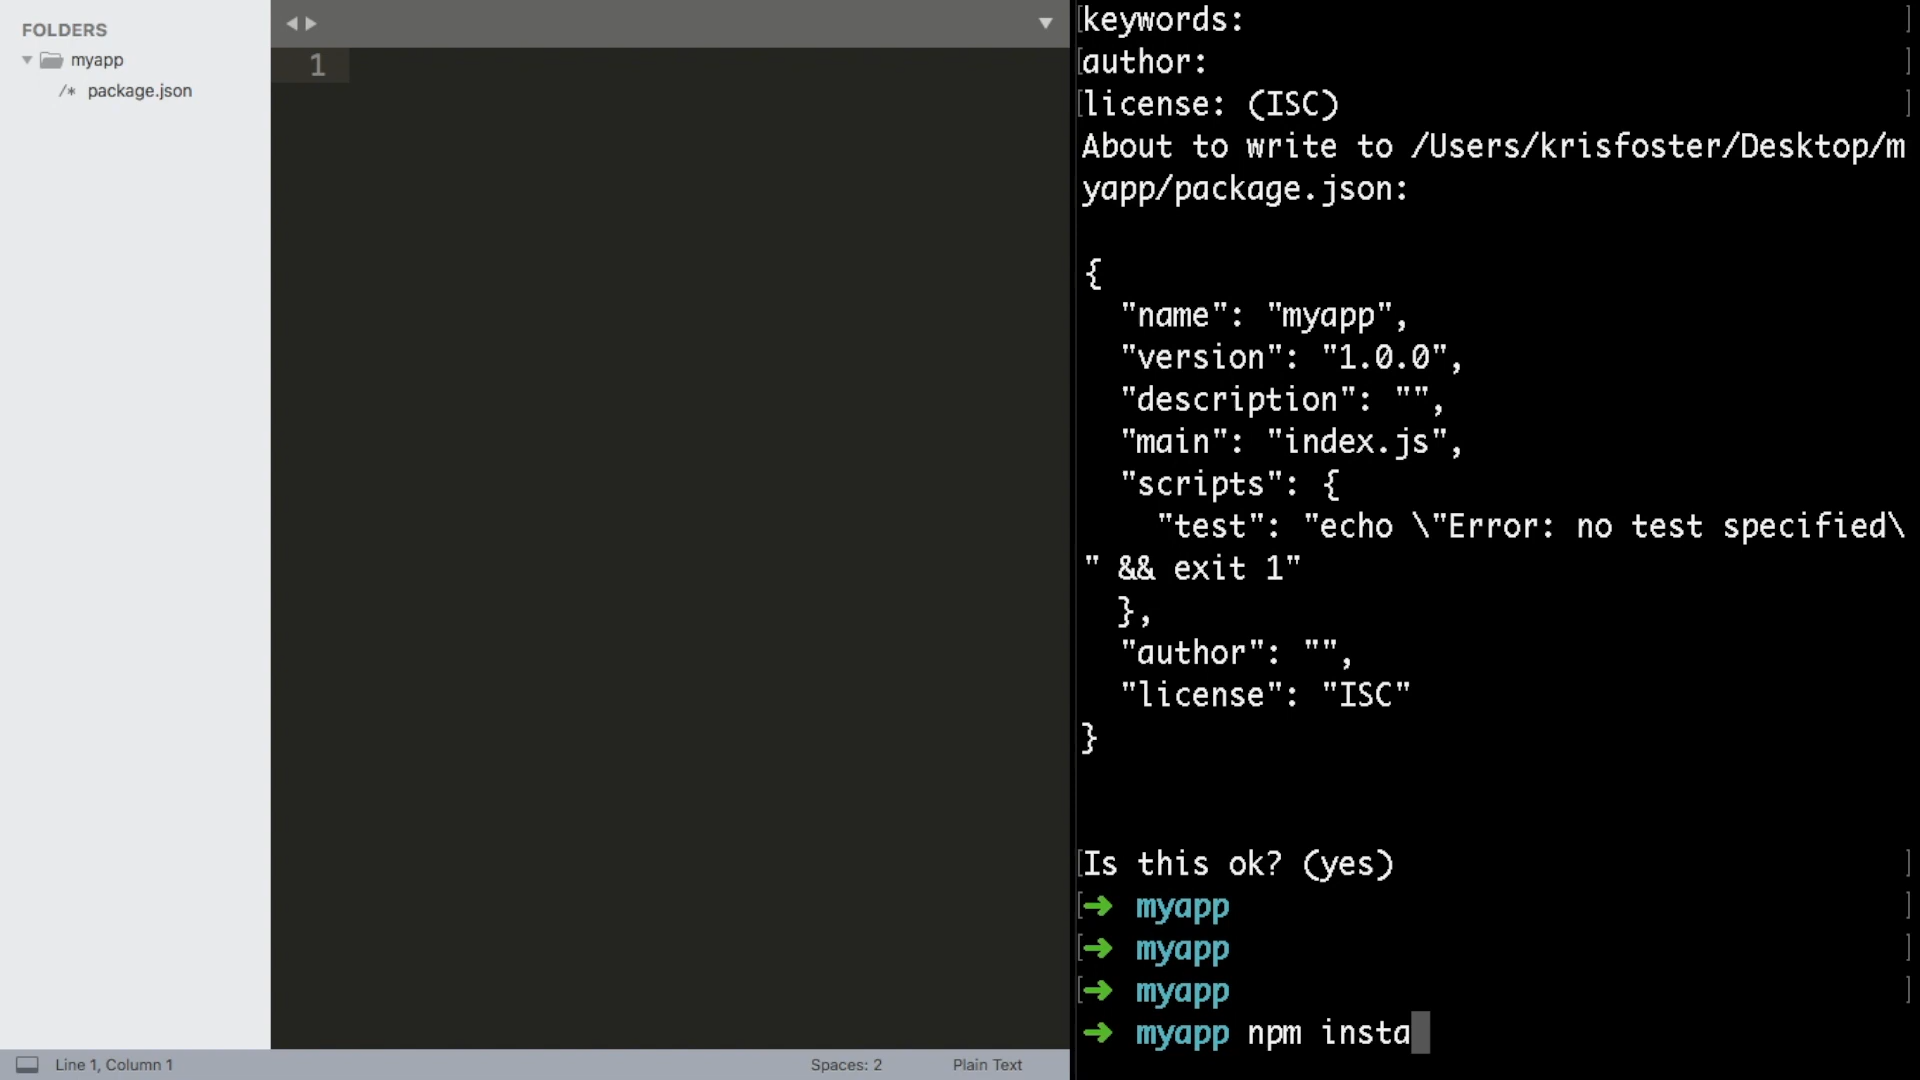 FOLDERS
myapp
/* package.json
1
Line 1, Column 1
Spaces: 2
Plain Text
[keywords: ]
[author: ]
[license: (ISC) ]
About to write to /Users/krisfoster/Desktop/m
yapp/package.json:
{
"name": "myapp",
"version": "1.0.0",
"description": "",
"main": "index.js",
"scripts": {
"test": "echo \"Error: no test specified\
" && exit 1"
},
"author": "",
"license": "ISC"
}
[Is this ok? (yes) ]
[➜ myapp ]
[➜ myapp ]
[➜ myapp ]
➜ myapp npm insta